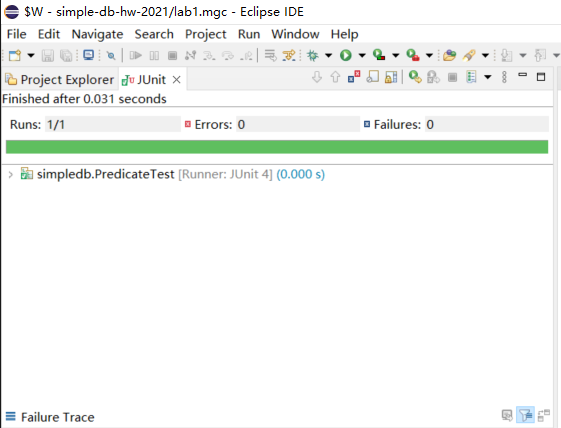 $W - simple-db-hw-2021/lab1.mgc - Eclipse IDE
File Edit Navigate Search Project Run Window Help
Project Explorer JUnit
Finished after 0.031 seconds
Runs: 1/1 Errors: 0 Failures: 0
simpledb.PredicateTest [Runner: JUnit 4] (0.000 s)
Failure Trace